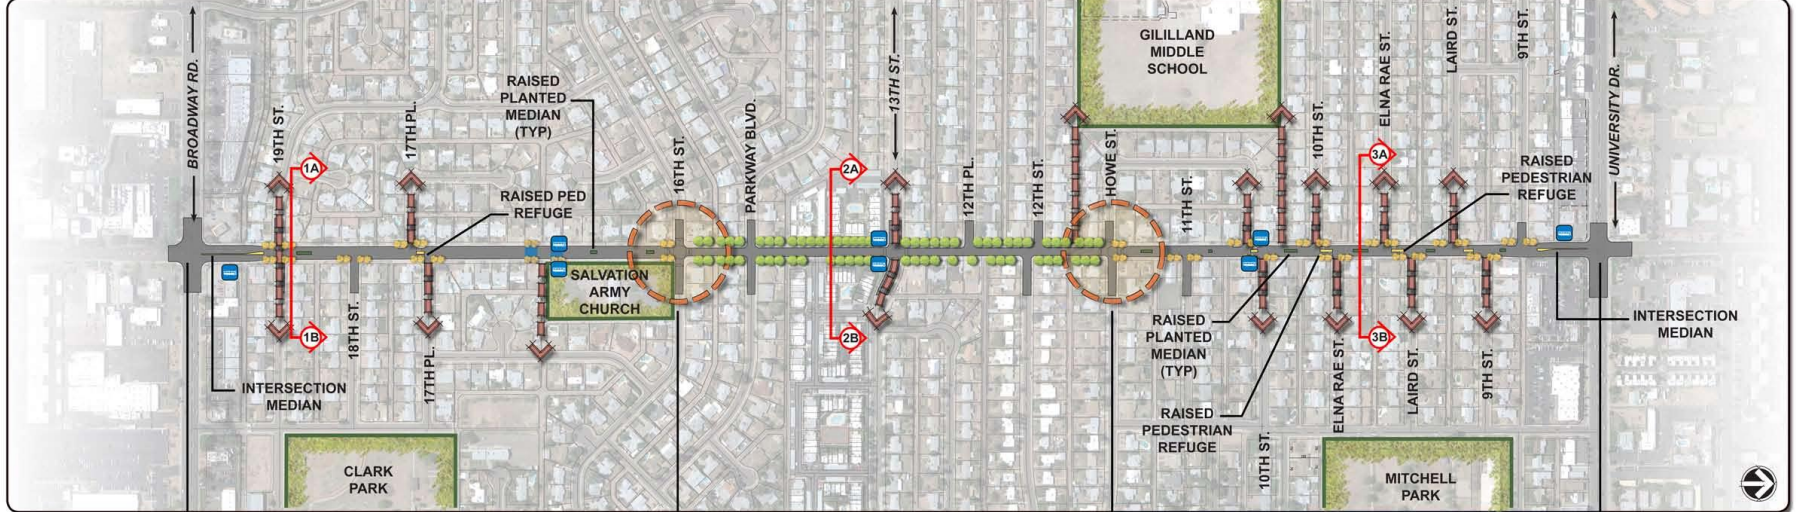 BROADWAY RD.
19TH ST.
17TH PL.
RAISED
PLANTED
MEDIAN
(TYP)
RAISED PED
REFUGE
16TH ST.
PARKWAY BLVD.
13TH ST.
12TH PL.
12TH ST.
GILILLAND
MIDDLE
SCHOOL
HOWE ST.
11TH ST.
10TH ST.
ELNA RAE ST.
LAIRD ST.
9TH ST.
RAISED
PEDESTRIAN
REFUGE
UNIVERSITY DR.
1A
2A
3A
SALVATION
ARMY
CHURCH
1B
2B
3B
18TH ST.
17TH PL.
INTERSECTION
MEDIAN
RAISED
PLANTED
MEDIAN
(TYP)
RAISED
PEDESTRIAN
REFUGE
10TH ST.
ELNA RAE ST.
LAIRD ST.
9TH ST.
INTERSECTION
MEDIAN
CLARK
PARK
MITCHELL
PARK